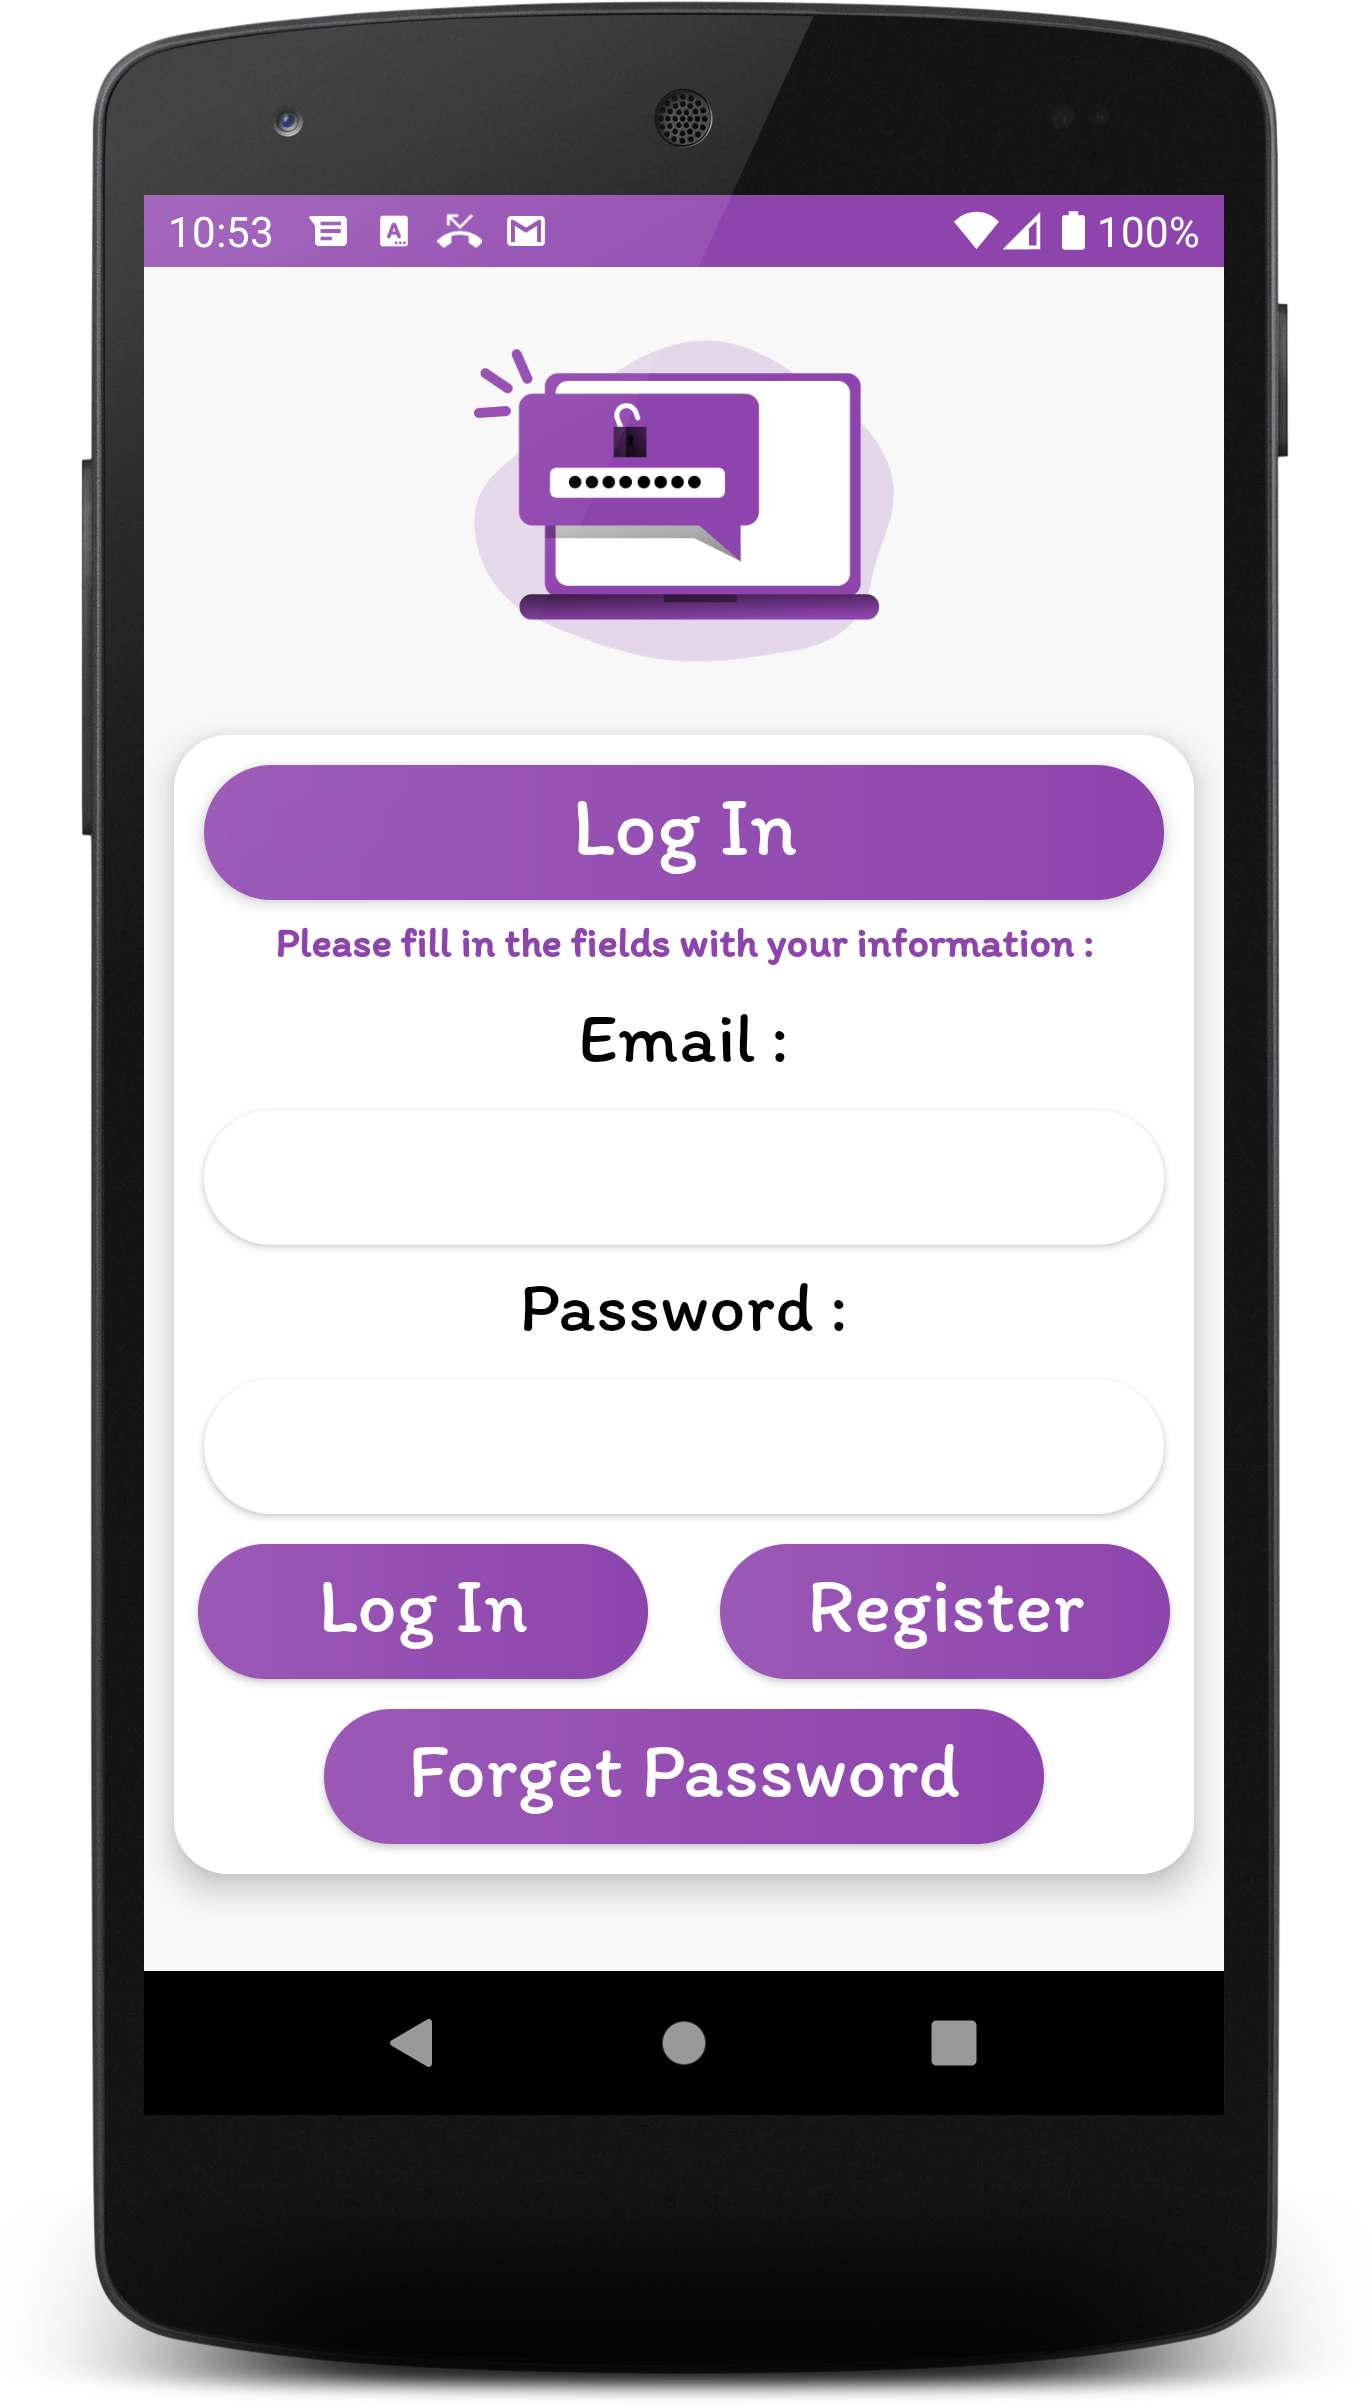 10:53 100%
Log In
Please fill in the fields with your information :
Email :
Password :
Log In Register
Forget Password